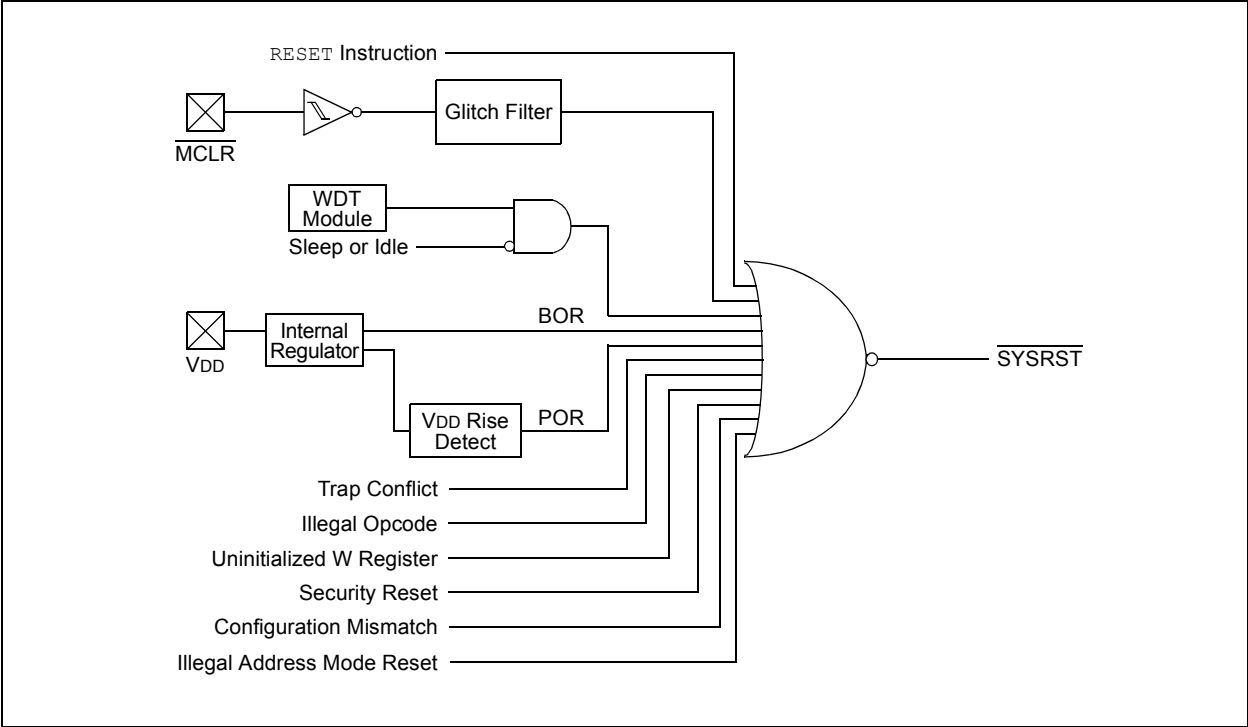 RESET Instruction
Glitch Filter
MCLR
WDT
Module
Sleep or Idle
BOR
Internal
Regulator
VDD
SYSRST
VDD Rise
Detect
POR
Trap Conflict
Illegal Opcode
Uninitialized W Register
Security Reset
Configuration Mismatch
Illegal Address Mode Reset